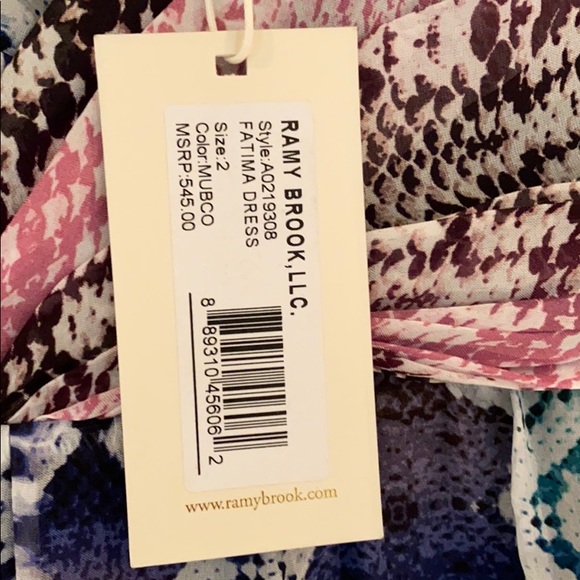 RAMY BROOK, LLC.
Style:A0219308
FATIMA DRESS
Size:2
Color:MUBCO
MSRP:545.00
8 89310 45606 2
www.ramybrook.com